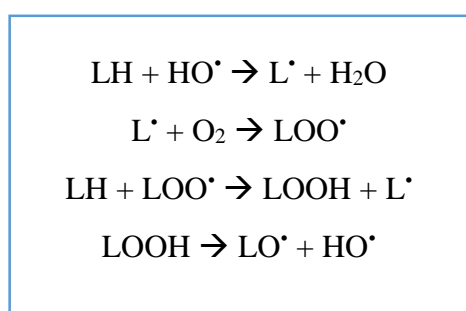 LH + HO• → L• + H₂O
L• + O₂ → LOO•
LH + LOO• → LOOH + L•
LOOH → LO• + HO•